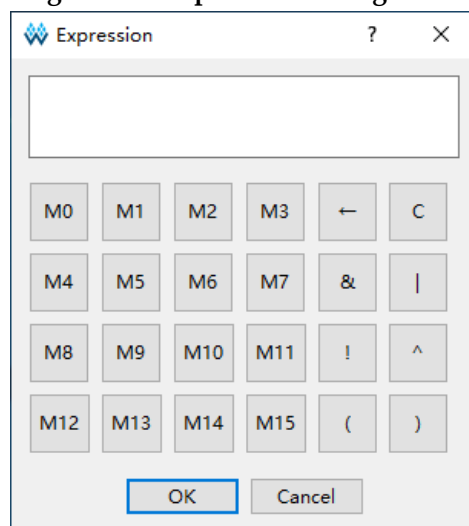 Expression ? ×
M0 M1 M2 M3 ← C
M4 M5 M6 M7 & |
M8 M9 M10 M11 ! ^
M12 M13 M14 M15 ( )
OK Cancel